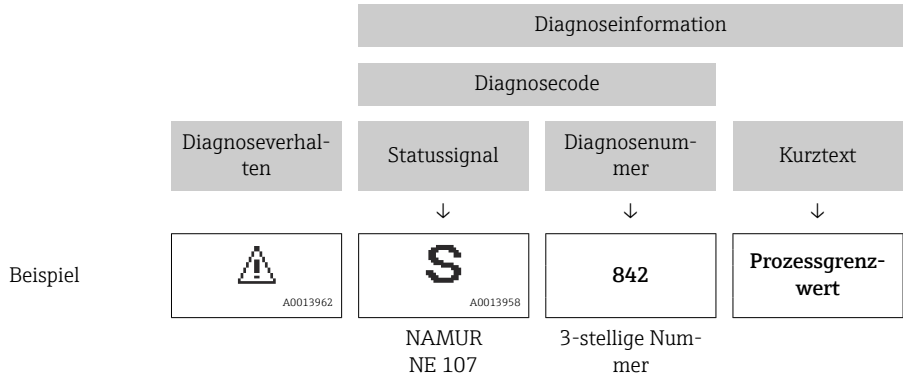 Diagnoseinformation
Diagnosecode
Diagnoseverhal-
ten
Statussignal
Diagnosenum-
mer
Kurztext
↓ ↓ ↓
Beispiel
A0013962
S
A0013958
842
Prozessgrenz-
wert
NAMUR
NE 107
3-stellige Num-
mer